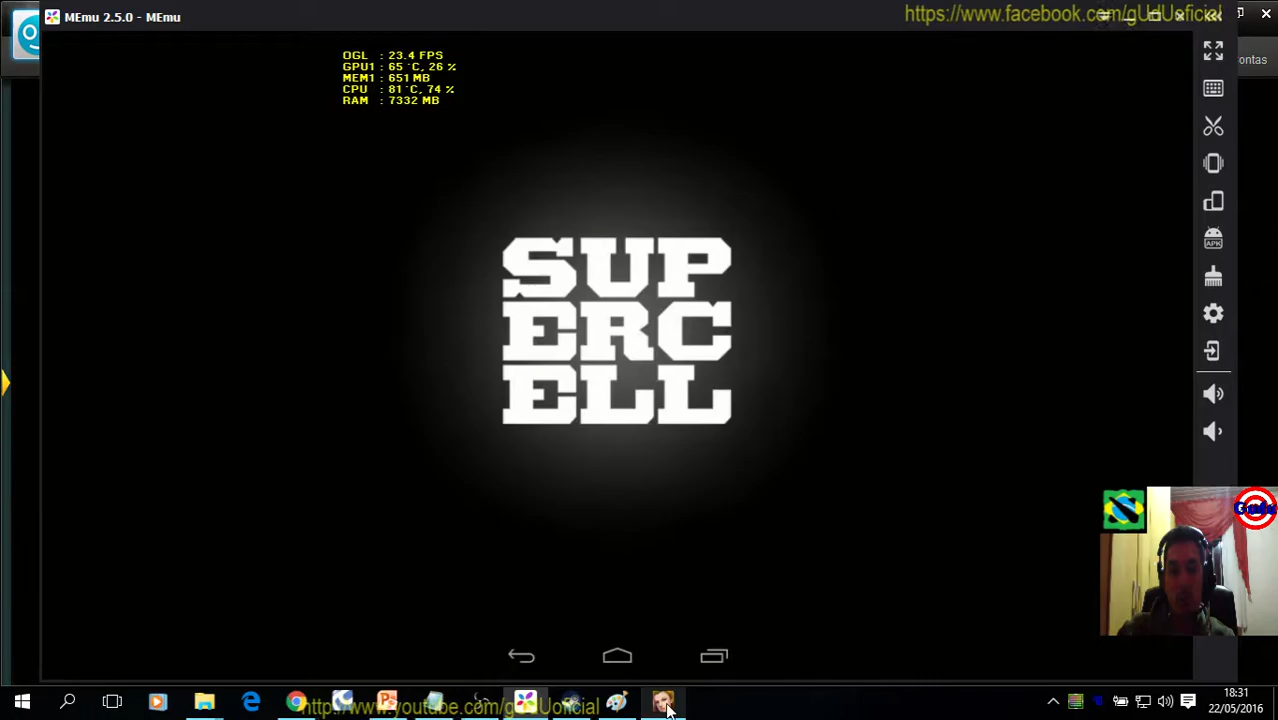 MEmu 2.5.0 - MEmu
https://www.facebook.com/gUdUoficial
OGL : 23.4 FPS
GPU1 : 65 °C, 26 %
MEM1 : 651 MB
CPU : 81 °C, 74 %
RAM : 7332 MB
ontas
APK
SUP
ERC
ELL
http://www.youtube.com/gUdUoficial
18:31
22/05/2016